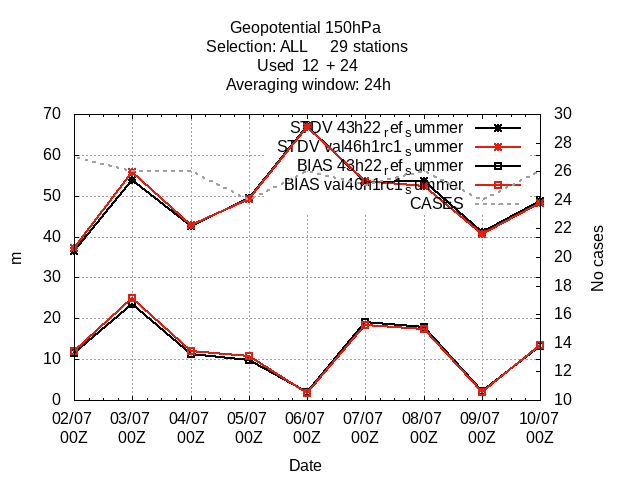 Geopotential 150hPa
Selection: ALL     29 stations
Used  12  + 24
Averaging window: 24h
70
60
50
40
30
20
10
0
m
30
28
26
24
22
20
18
16
14
12
10
No cases
STDV 43h22_ref_summer
STDV val46h1rc1_summer
BIAS 43h22_ref_summer
BIAS val46h1rc1_summer
CASES
02/07 03/07 04/07 05/07 06/07 07/07 08/07 09/07 10/07
00Z 00Z 00Z 00Z 00Z 00Z 00Z 00Z 00Z
Date